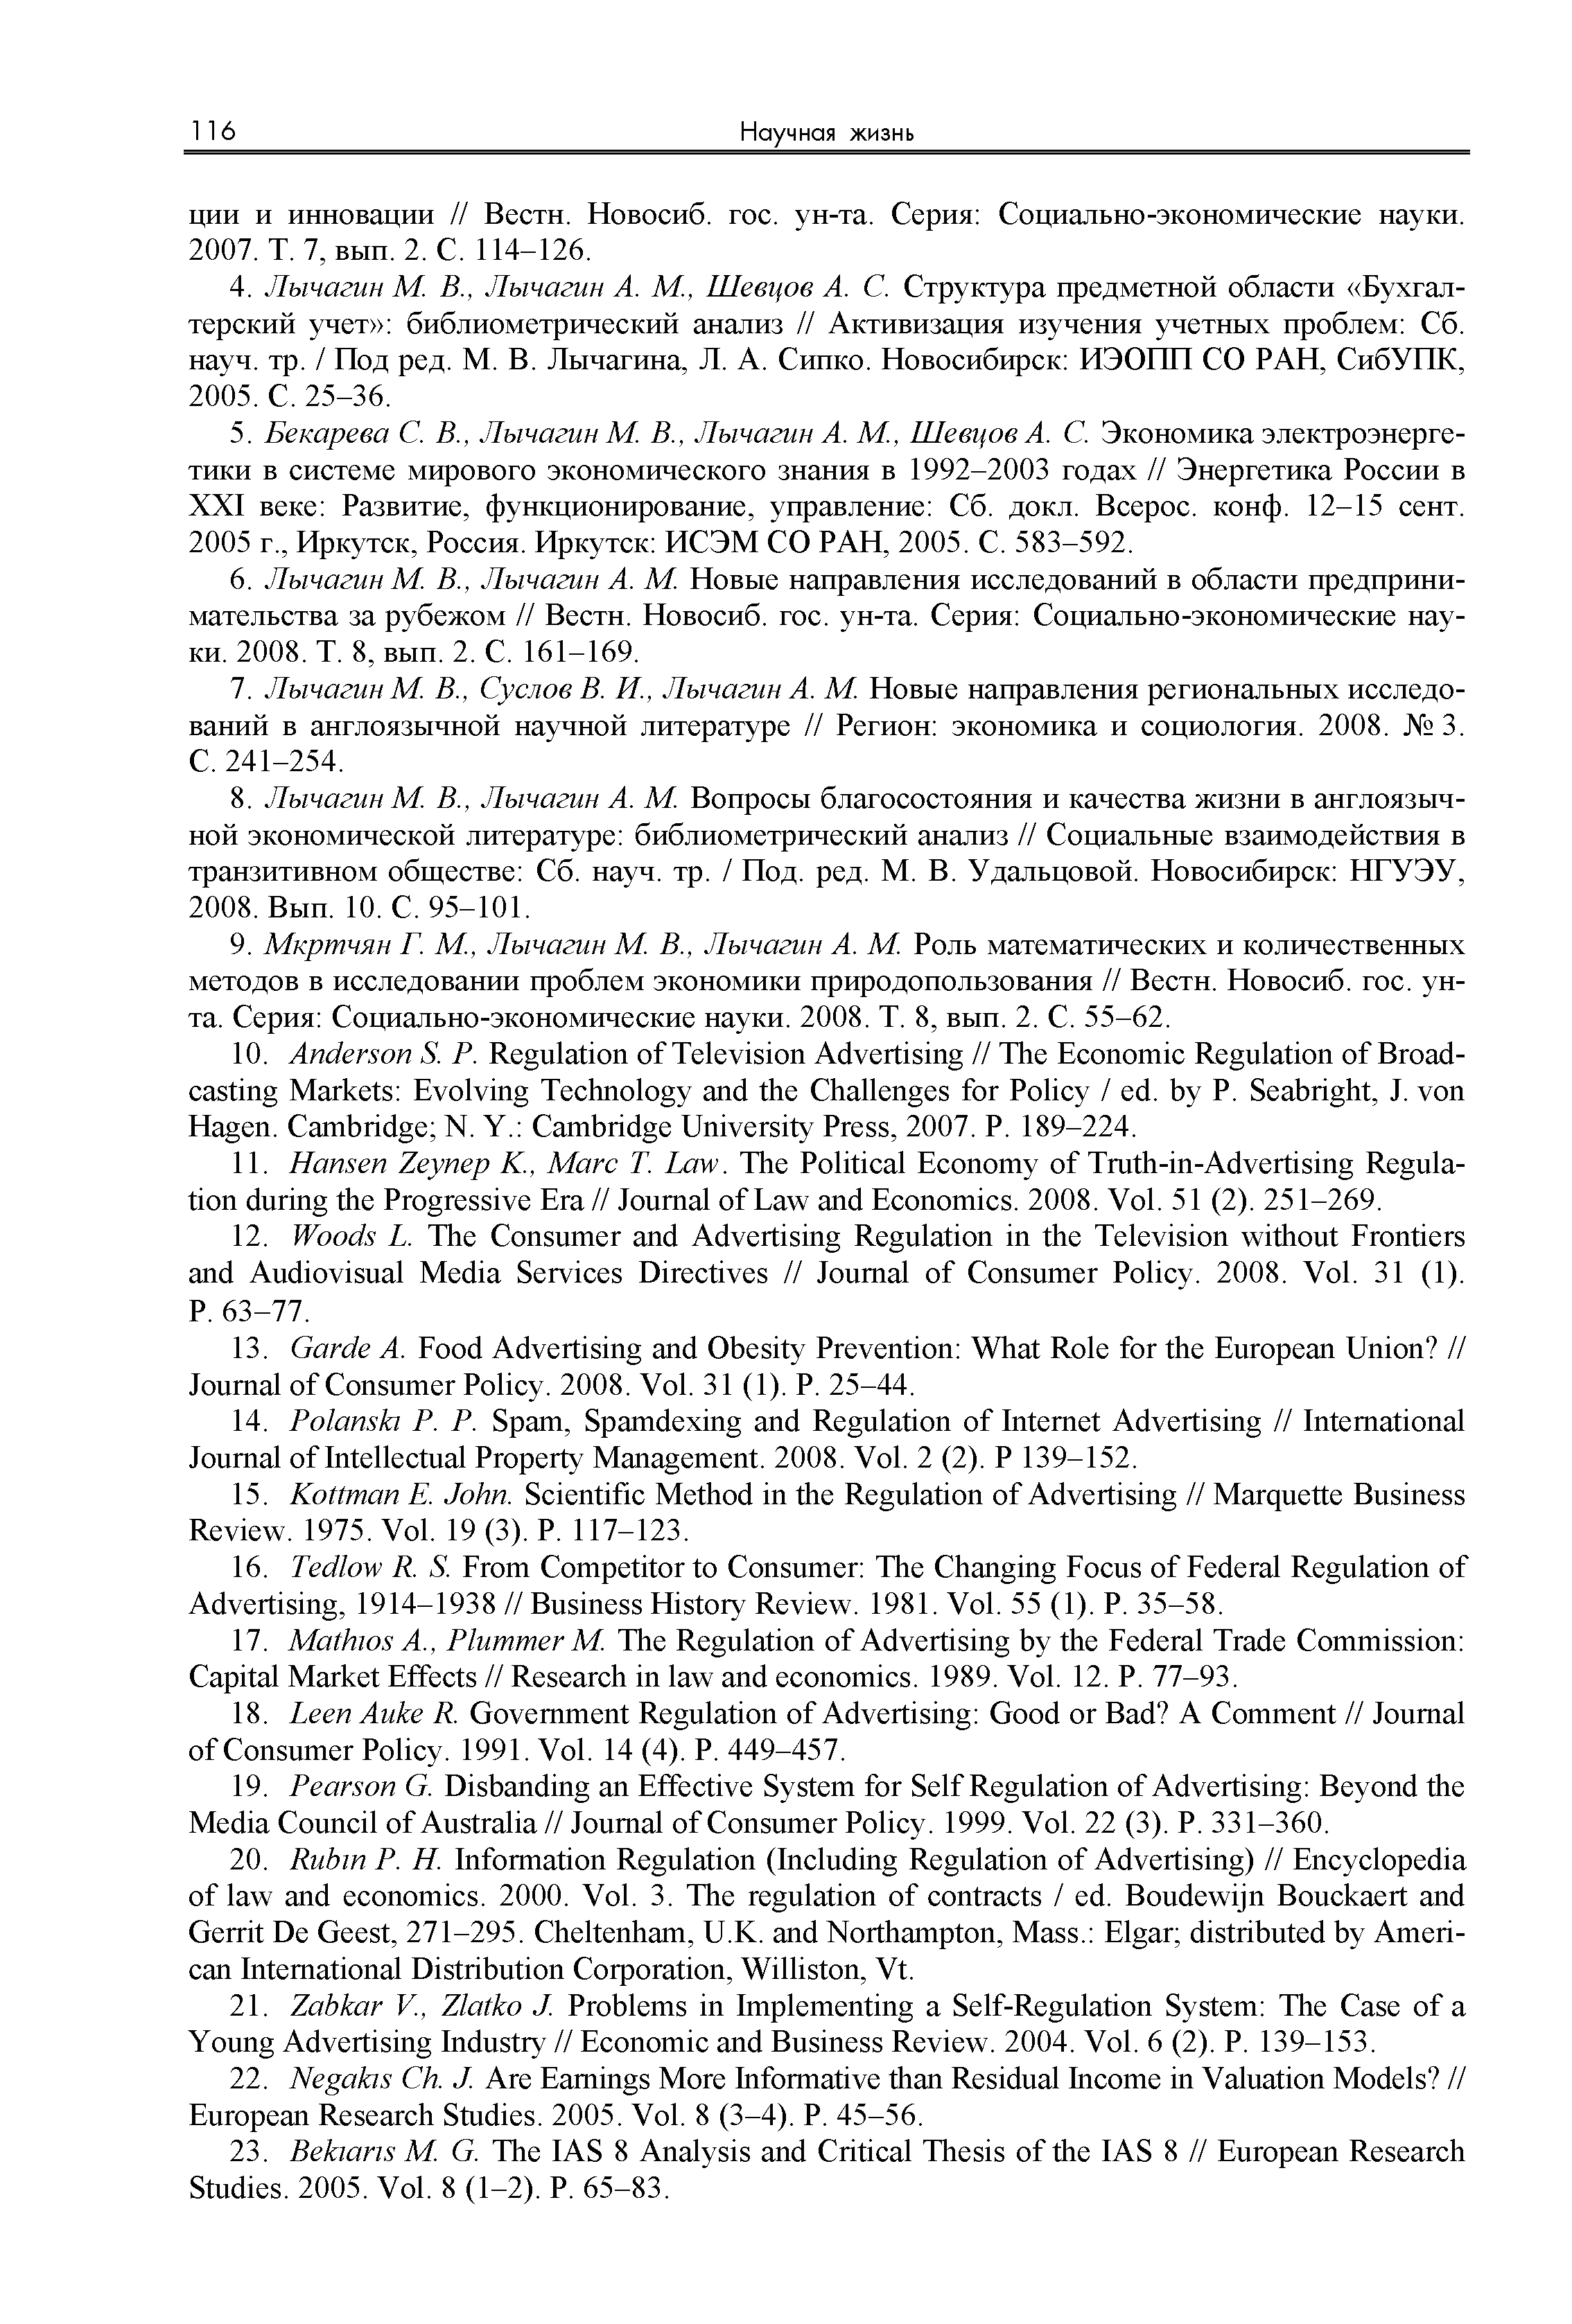 116
Научная жизнь
ции и инновации // Вестн. Новосиб. гос. ун-та. Серия: Социально-экономические науки.
2007. Т. 7, вып. 2. С. 114–126.
4. Лычагин М. В., Лычагин А. М., Шевцов А. С. Структура предметной области «Бухгал-
терский учет»: библиометрический анализ // Активизация изучения учетных проблем: Сб.
науч. тр. / Под ред. М. В. Лычагина, Л. А. Сипко. Новосибирск: ИЭОПП СО РАН, СибУПК,
2005. С. 25–36.
5. Бекарева С. В., Лычагин М. В., Лычагин А. М., Шевцов А. С. Экономика электроэнерге-
тики в системе мирового экономического знания в 1992–2003 годах // Энергетика России в
XXI веке: Развитие, функционирование, управление: Сб. докл. Всерос. конф. 12–15 сент.
2005 г., Иркутск, Россия. Иркутск: ИСЭМ СО РАН, 2005. С. 583–592.
6. Лычагин М. В., Лычагин А. М. Новые направления исследований в области предприни-
мательства за рубежом // Вестн. Новосиб. гос. ун-та. Серия: Социально-экономические нау-
ки. 2008. Т. 8, вып. 2. С. 161–169.
7. Лычагин М. В., Суслов В. И., Лычагин А. М. Новые направления региональных исследо-
ваний в англоязычной научной литературе // Регион: экономика и социология. 2008. № 3.
С. 241–254.
8. Лычагин М. В., Лычагин А. М. Вопросы благосостояния и качества жизни в англоязыч-
ной экономической литературе: библиометрический анализ // Социальные взаимодействия в
транзитивном обществе: Сб. науч. тр. / Под. ред. М. В. Удальцовой. Новосибирск: НГУЭУ,
2008. Вып. 10. С. 95–101.
9. Мкртчян Г. М., Лычагин М. В., Лычагин А. М. Роль математических и количественных
методов в исследовании проблем экономики природопользования // Вестн. Новосиб. гос. ун-
та. Серия: Социально-экономические науки. 2008. Т. 8, вып. 2. С. 55–62.
10. Anderson S. P. Regulation of Television Advertising // The Economic Regulation of Broad-
casting Markets: Evolving Technology and the Challenges for Policy / ed. by P. Seabright, J. von
Hagen. Cambridge; N. Y.: Cambridge University Press, 2007. P. 189–224.
11. Hansen Zeynep K., Marc T. Law. The Political Economy of Truth-in-Advertising Regula-
tion during the Progressive Era // Journal of Law and Economics. 2008. Vol. 51 (2). 251–269.
12. Woods L. The Consumer and Advertising Regulation in the Television without Frontiers
and Audiovisual Media Services Directives // Journal of Consumer Policy. 2008. Vol. 31 (1).
P. 63–77.
13. Garde A. Food Advertising and Obesity Prevention: What Role for the European Union? //
Journal of Consumer Policy. 2008. Vol. 31 (1). P. 25–44.
14. Polanski P. P. Spam, Spamdexing and Regulation of Internet Advertising // International
Journal of Intellectual Property Management. 2008. Vol. 2 (2). P 139–152.
15. Kottman E. John. Scientific Method in the Regulation of Advertising // Marquette Business
Review. 1975. Vol. 19 (3). P. 117–123.
16. Tedlow R. S. From Competitor to Consumer: The Changing Focus of Federal Regulation of
Advertising, 1914–1938 // Business History Review. 1981. Vol. 55 (1). P. 35–58.
17. Mathios A., Plummer M. The Regulation of Advertising by the Federal Trade Commission:
Capital Market Effects // Research in law and economics. 1989. Vol. 12. P. 77–93.
18. Leen Auke R. Government Regulation of Advertising: Good or Bad? A Comment // Journal
of Consumer Policy. 1991. Vol. 14 (4). P. 449–457.
19. Pearson G. Disbanding an Effective System for Self Regulation of Advertising: Beyond the
Media Council of Australia // Journal of Consumer Policy. 1999. Vol. 22 (3). P. 331–360.
20. Rubin P. H. Information Regulation (Including Regulation of Advertising) // Encyclopedia
of law and economics. 2000. Vol. 3. The regulation of contracts / ed. Boudewijn Bouckaert and
Gerrit De Geest, 271–295. Cheltenham, U.K. and Northampton, Mass.: Elgar; distributed by Ameri-
can International Distribution Corporation, Williston, Vt.
21. Zabkar V., Zlatko J. Problems in Implementing a Self-Regulation System: The Case of a
Young Advertising Industry // Economic and Business Review. 2004. Vol. 6 (2). P. 139–153.
22. Negakis Ch. J. Are Earnings More Informative than Residual Income in Valuation Models? //
European Research Studies. 2005. Vol. 8 (3–4). P. 45–56.
23. Bekiaris M. G. The IAS 8 Analysis and Critical Thesis of the IAS 8 // European Research
Studies. 2005. Vol. 8 (1–2). P. 65–83.